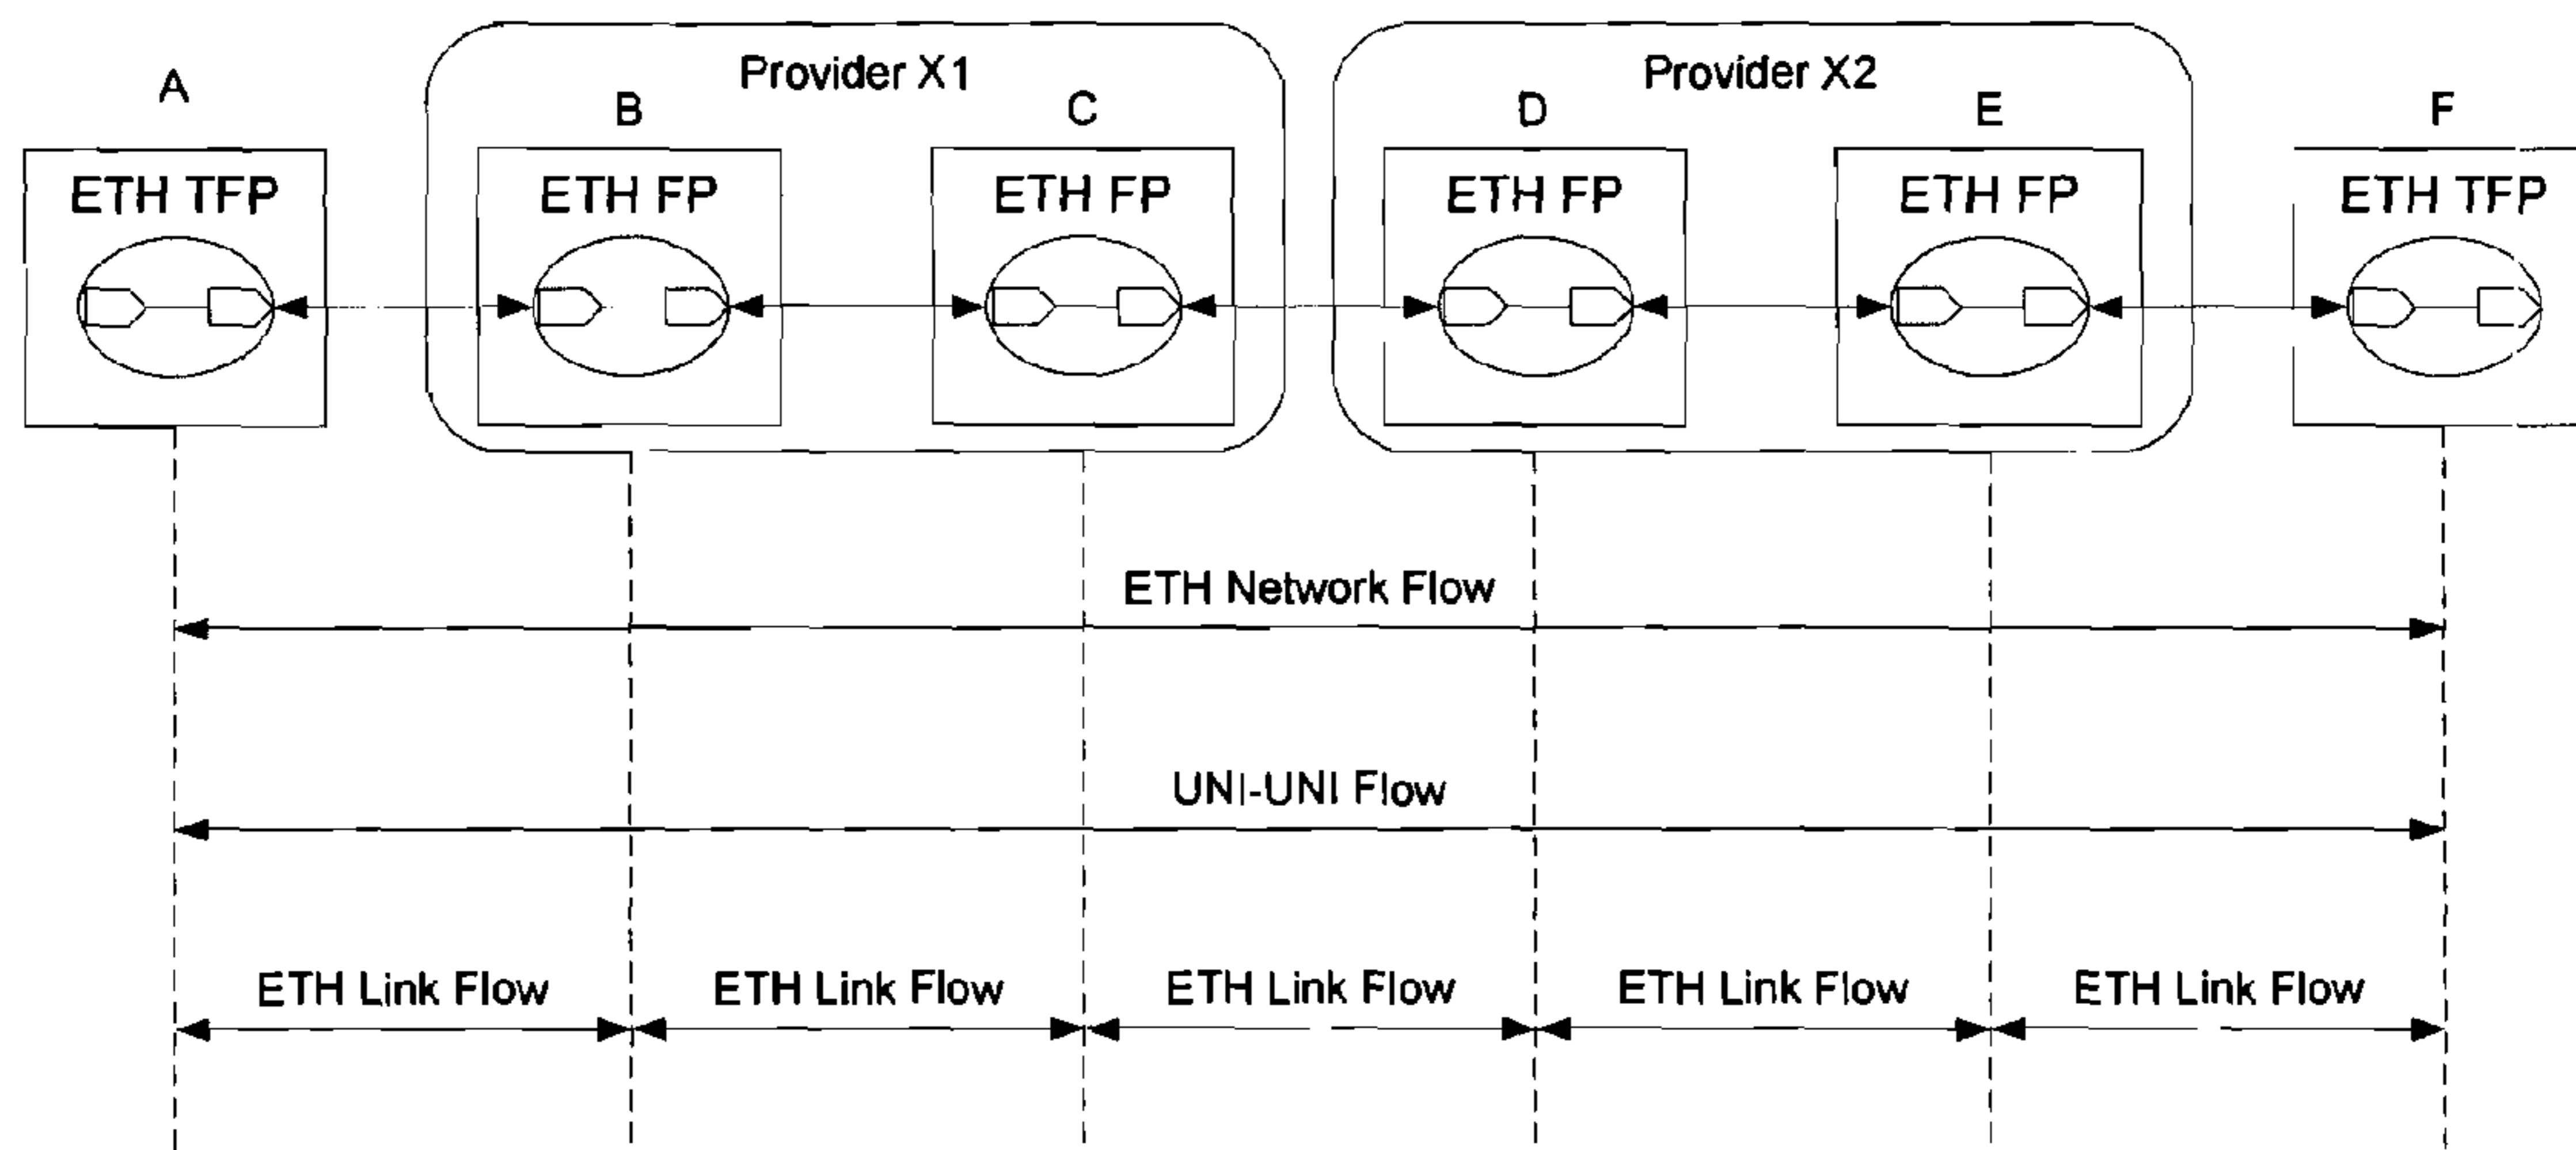 Provider X1
Provider X2
A
B
C
D
E
F
ETH TFP
ETH FP
ETH FP
ETH FP
ETH FP
ETH TFP
ETH Network Flow
UNI-UNI Flow
ETH Link Flow
ETH Link Flow
ETH Link Flow
ETH Link Flow
ETH Link Flow